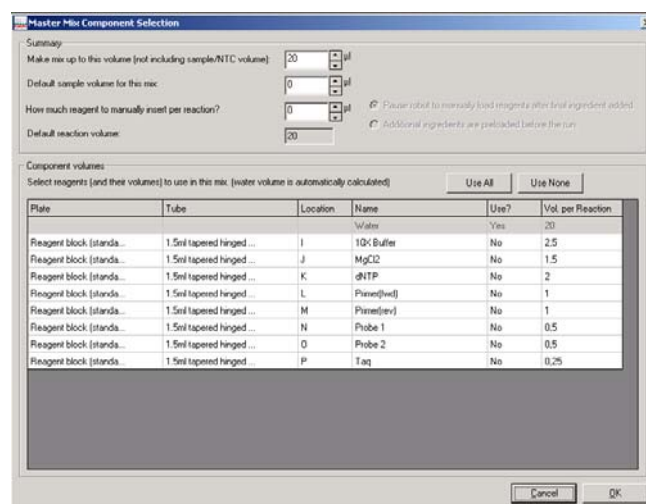 Master Mix Component Selection
Summary
Make mix up to this volume (not including sample/NTC volume): 20 µl
Default sample volume for this mix: 0 µl
How much reagent to manually insert per reaction? 0 µl
Pause robot to manually load reagents after final ingredient added
Default reaction volume: 20
Additional ingredients are preloaded before the run
Component volumes
Select reagents (and their volumes) to use in this mix. (water volume is automatically calculated) Use All Use None
Plate Tube Location Name Use? Vol. per Reaction
Water Yes 20
Reagent block (standa... 1.5ml tapered hinged ... I 10X Buffer No 2.5
Reagent block (standa... 1.5ml tapered hinged ... J MgCl2 No 1.5
Reagent block (standa... 1.5ml tapered hinged ... K dNTP No 2
Reagent block (standa... 1.5ml tapered hinged ... L Primer(fwd) No 1
Reagent block (standa... 1.5ml tapered hinged ... M Primer(rev) No 1
Reagent block (standa... 1.5ml tapered hinged ... N Probe 1 No 0.5
Reagent block (standa... 1.5ml tapered hinged ... O Probe 2 No 0.5
Reagent block (standa... 1.5ml tapered hinged ... P Taq No 0.25
Cancel OK